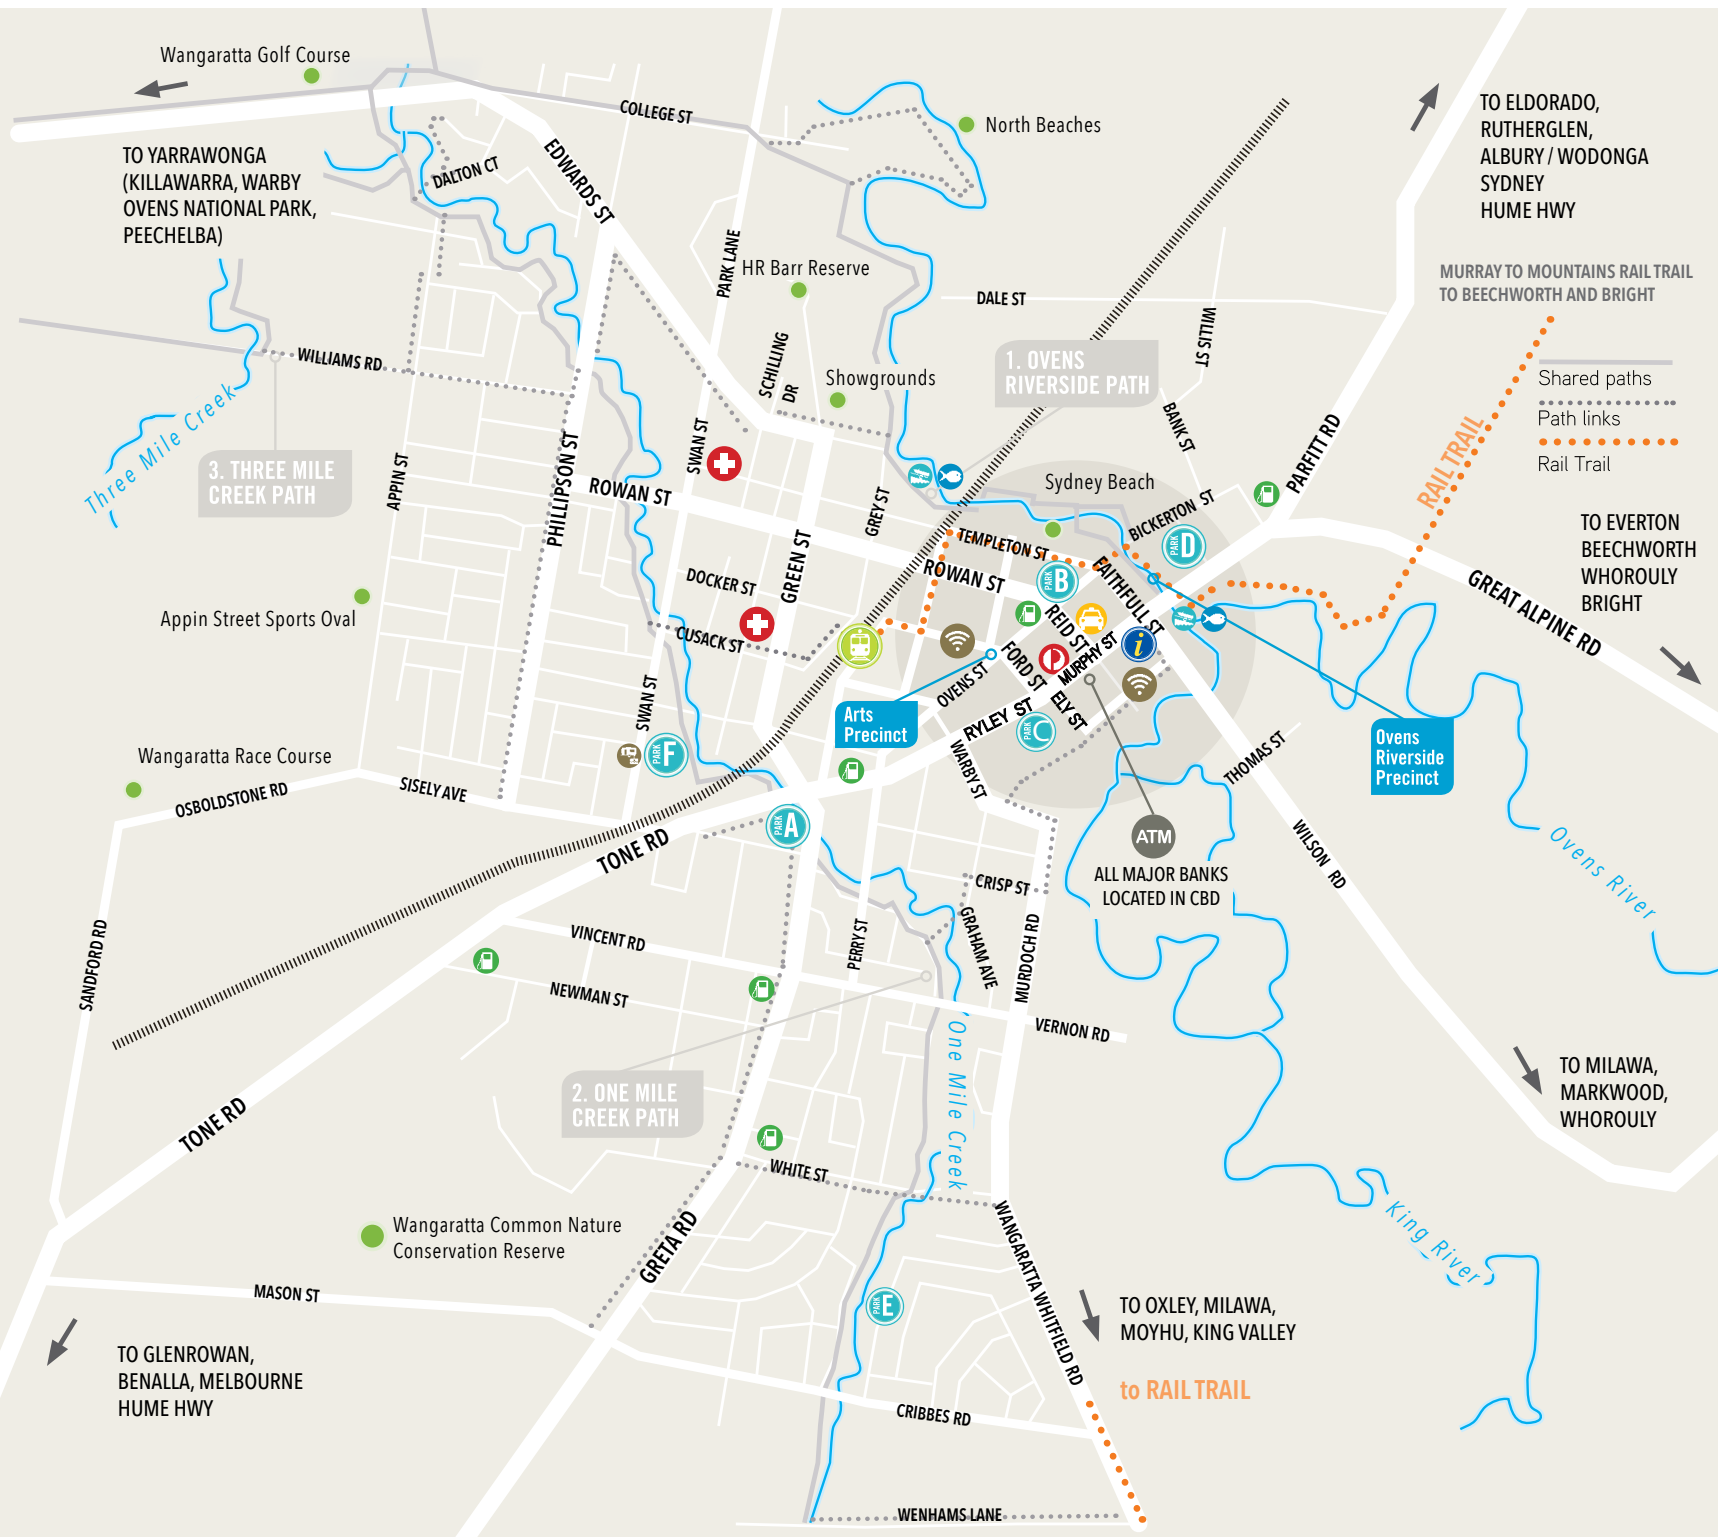 Wangaratta Golf Course
TO YARRAWONGA
(KILLAWARRA, WARBY
OVENS NATIONAL PARK,
PEECHELBA)
COLLEGE ST
DALTON CT
EDWARDS ST
North Beaches
TO ELDORADO,
RUTHERGLEN,
ALBURY / WODONGA
SYDNEY
HUME HWY
PARK LANE
HR Barr Reserve
DALE ST
WILLIS ST
MURRAY TO MOUNTAINS RAIL TRAIL
TO BEECHWORTH AND BRIGHT
WILLIAMS RD
SCHILLING
DR
Showgrounds
1. OVENS
RIVERSIDE PATH
Shared paths
Path links
Rail Trail
RAIL TRAIL
Three Mile Creek
3. THREE MILE
CREEK PATH
APPIN ST
PHILLIPSON ST
SWAN ST
ROWAN ST
GREY ST
Sydney Beach
BANK ST
PARFITT RD
BICKERTON ST
PARK D
TO EVERTON
BEECHWORTH
WHOROULY
BRIGHT
GREAT ALPINE RD
TEMPLETON ST
ROWAN ST
PARK B
FAITHFULL ST
DOCKER ST
GREEN ST
CUSACK ST
Appin Street Sports Oval
REID ST
FORD ST
MURPHY ST
P
i
OVENS ST
ELY ST
RYLEY ST
PARK C
SWAN ST
PARK F
Arts
Precinct
Ovens
Riverside
Precinct
WARBY ST
THOMAS ST
Wangaratta Race Course
OSBOLDSTONE RD
SISELY AVE
PARK A
TONE RD
ATM
ALL MAJOR BANKS
LOCATED IN CBD
WILSON RD
Ovens River
CRISP ST
GRAHAM AVE
MURDOCH RD
PERRY ST
SANDFORD RD
VINCENT RD
NEWMAN ST
VERNON RD
One Mile Creek
2. ONE MILE
CREEK PATH
TO MILAWA,
MARKWOOD,
WHOROULY
TONE RD
WHITE ST
King River
Wangaratta Common Nature
Conservation Reserve
GRETA RD
WANGARATTA WHITFIELD RD
MASON ST
PARK E
TO OXLEY, MILAWA,
MOYHU, KING VALLEY
to RAIL TRAIL
TO GLENROWAN,
BENALLA, MELBOURNE
HUME HWY
CRIBBES RD
WENHAMS LANE